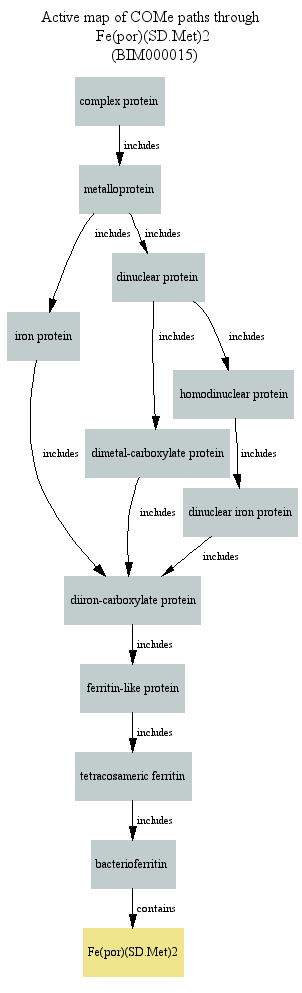 Active map of COMe paths through
Fe(por)(SD.Met)2
(BIM000015)
complex protein
includes
metalloprotein
includes
includes
dinuclear protein
iron protein
includes
includes
homodinuclear protein
dimetal-carboxylate protein
includes
includes
dinuclear iron protein
includes
includes
diiron-carboxylate protein
includes
ferritin-like protein
includes
tetracosameric ferritin
includes
bacterioferritin
contains
Fe(por)(SD.Met)2